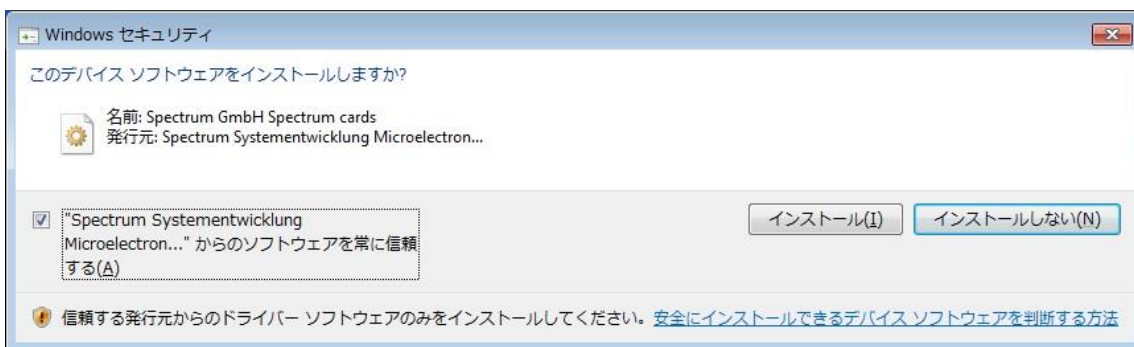 Windows セキュリティ
このデバイス ソフトウェアをインストールしますか?
名前: Spectrum GmbH Spectrum cards
発行元: Spectrum Systementwicklung Microelectron...
"Spectrum Systementwicklung
Microelectron..." からのソフトウェアを常に信頼
する(A)
インストール(I)
インストールしない(N)
信頼する発行元からのドライバー ソフトウェアのみをインストールしてください。安全にインストールできるデバイス ソフトウェアを判断する方法